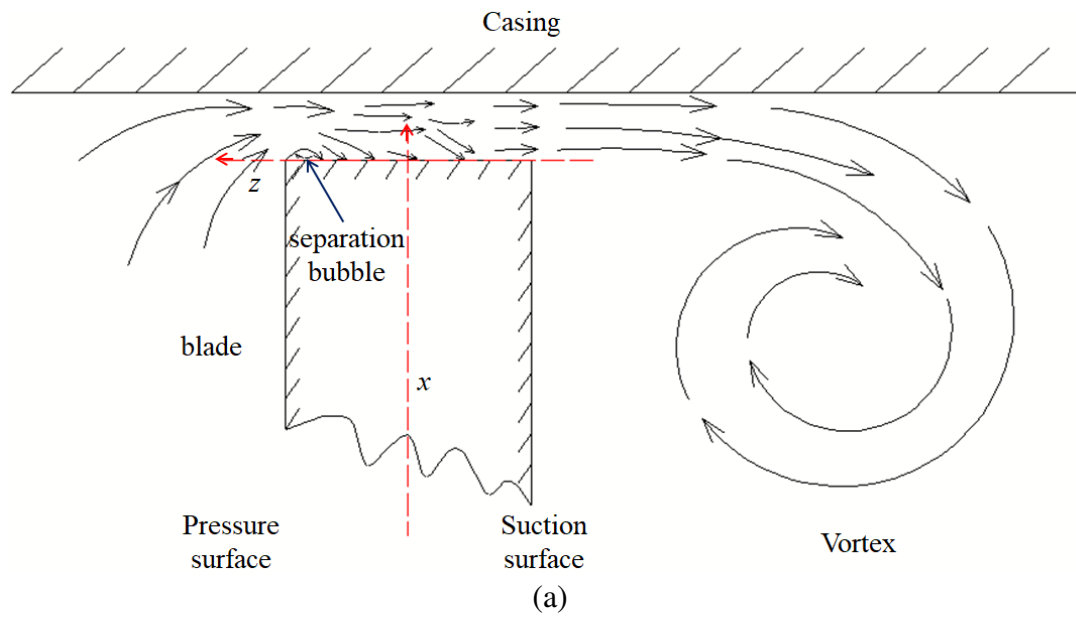 Casing
z
separation
bubble
blade
x
Pressure
surface
Suction
surface
Vortex
(a)